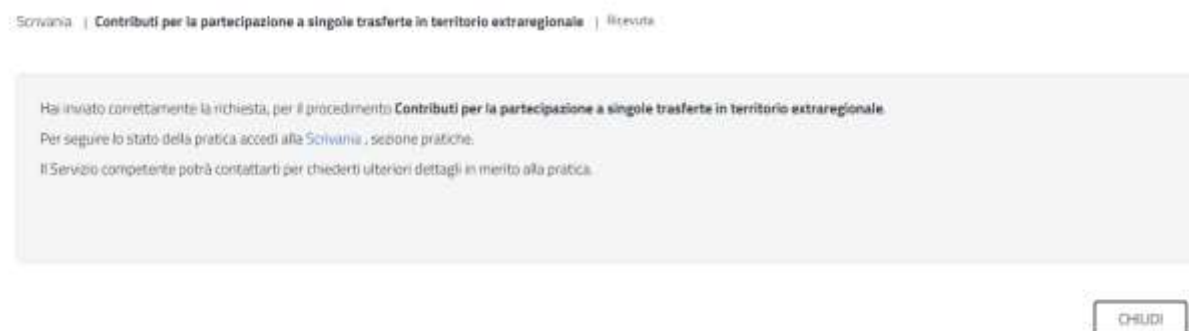 Scrivania | Contributi per la partecipazione a singole trasferte in territorio extraregionale | Ricevuta
Hai inviato correttamente la richiesta, per il procedimento Contributi per la partecipazione a singole trasferte in territorio extraregionale.
Per seguire lo stato della pratica accedi alla Scrivania , sezione pratiche.
Il Servizio competente potrà contattarti per chiederti ulteriori dettagli in merito alla pratica.
CHIUDI